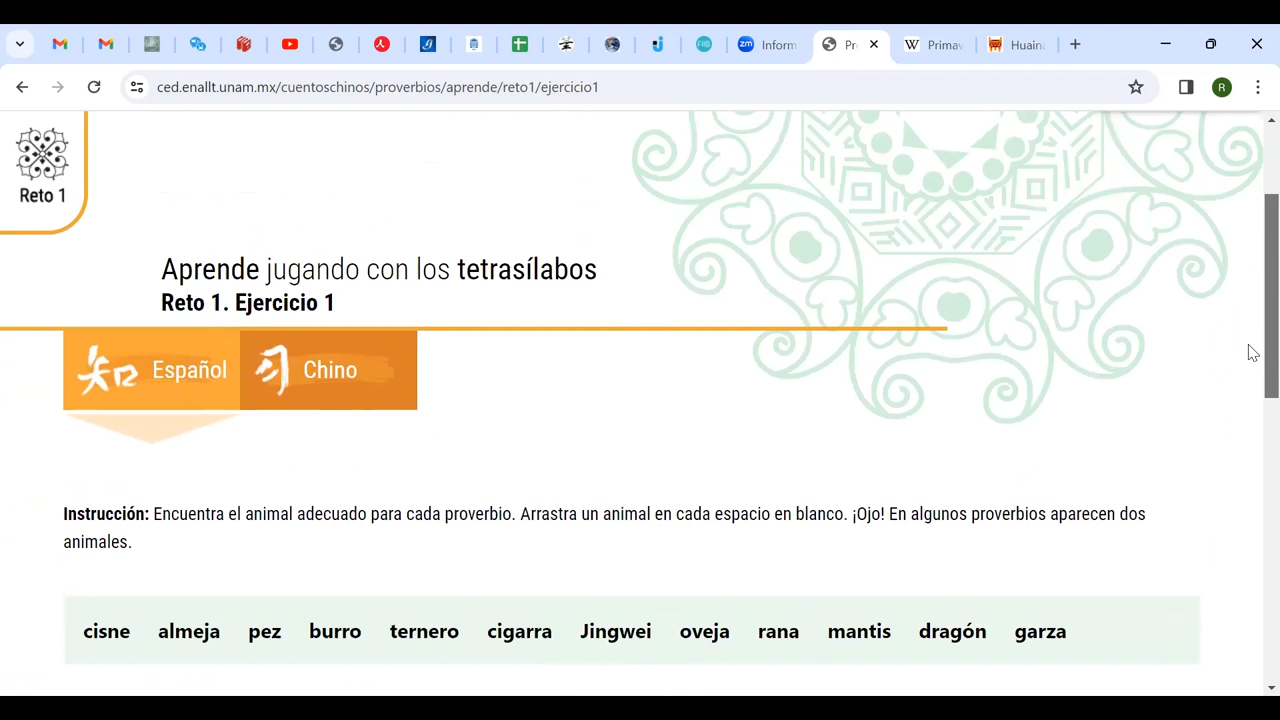 Inform
Pr
Primav
Huain
ced.enallt.unam.mx/cuentoschinos/proverbios/aprende/reto1/ejercicio1
R
Reto 1
Aprende jugando con los tetrasílabos
Reto 1. Ejercicio 1
知 Español 习 Chino
Instrucción: Encuentra el animal adecuado para cada proverbio. Arrastra un animal en cada espacio en blanco. ¡Ojo! En algunos proverbios aparecen dos
animales.
cisne almeja pez burro ternero cigarra Jingwei oveja rana mantis dragón garza